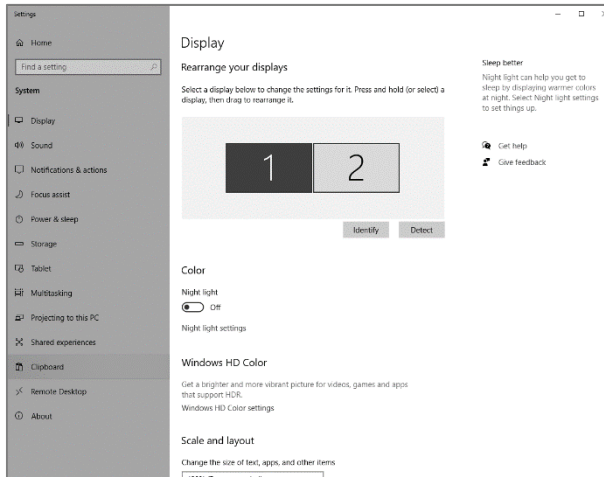 Settings
Home
Find a setting
System
Display
Sound
Notifications & actions
Focus assist
Power & sleep
Storage
Tablet
Multitasking
Projecting to this PC
Shared experiences
Clipboard
Remote Desktop
About
Display
Rearrange your displays
Select a display below to change the settings for it. Press and hold (or select) a
display, then drag to rearrange it.
1
2
Identify
Detect
Color
Night light
Off
Night light settings
Windows HD Color
Get a brighter and more vibrant picture for videos, games and apps
that support HDR.
Windows HD Color settings
Scale and layout
Change the size of text, apps, and other items
Sleep better
Night light can help you get to
sleep by displaying warmer colors
at night. Select Night light settings
to set things up.
Get help
Give feedback